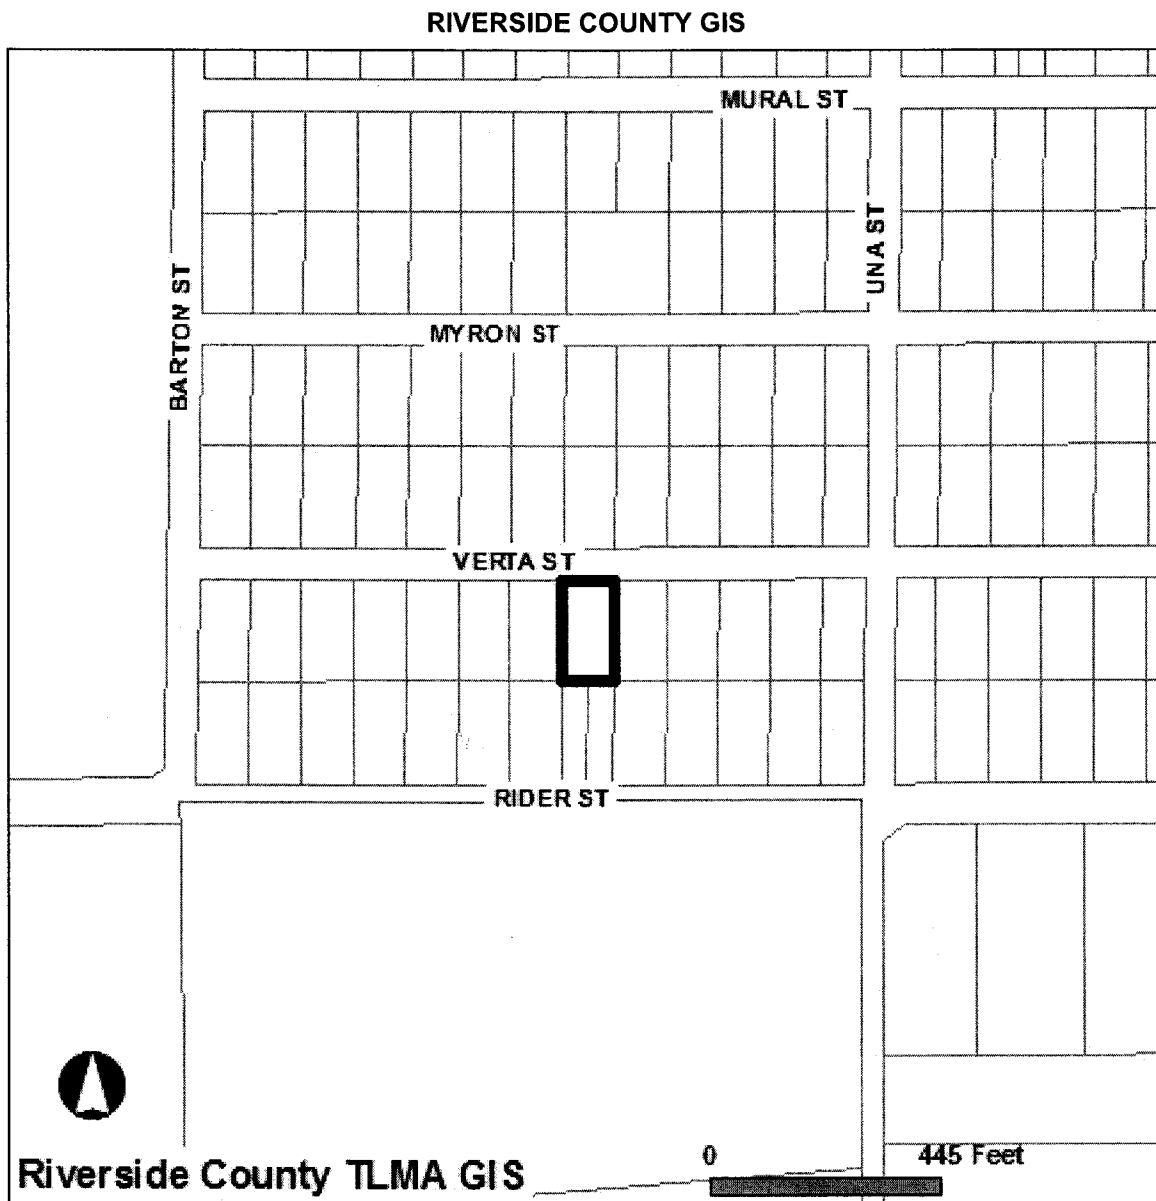 RIVERSIDE COUNTY GIS
MURAL ST
UNA ST
BARTON ST
MYRON ST
VERTA ST
RIDER ST
0 445 Feet
Riverside County TLMA GIS